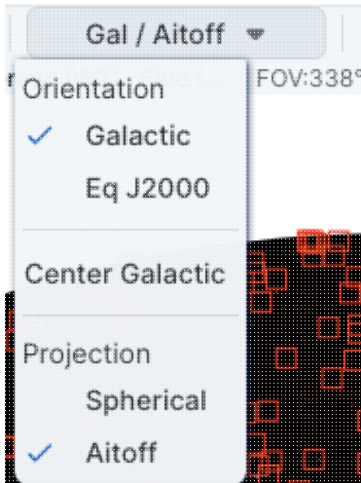 Gal / Aitoff
FOV:338°
Orientation
Galactic
Eq J2000
Center Galactic
Projection
Spherical
Aitoff